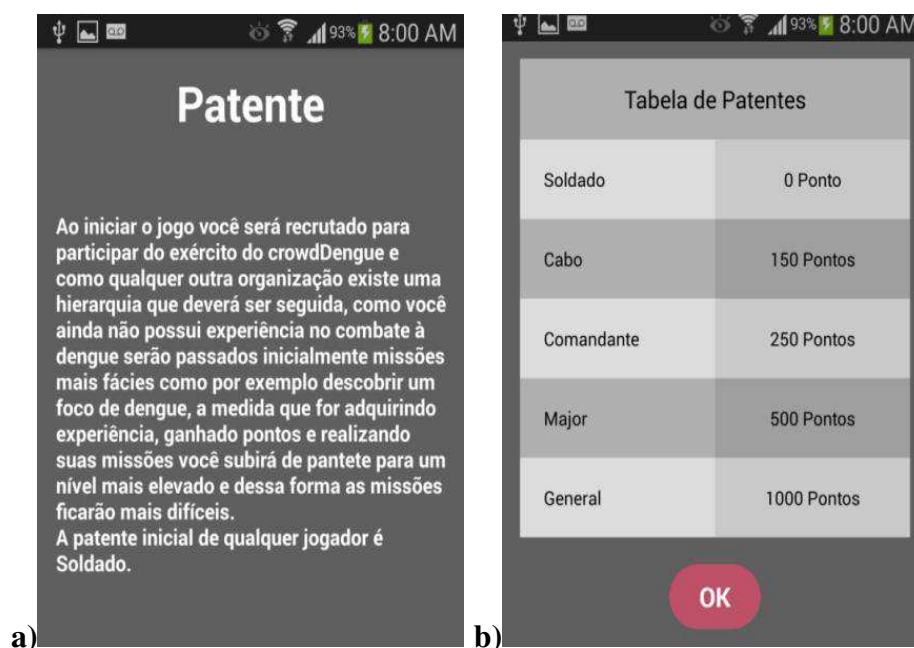 93% 8:00 AM
Patente
Ao iniciar o jogo você será recrutado para
participar do exército do crowdDengue e
como qualquer outra organização existe uma
hierarquia que deverá ser seguida, como você
ainda não possui experiência no combate à
dengue serão passados inicialmente missões
mais fácies como por exemplo descobrir um
foco de dengue, a medida que for adquirindo
experiência, ganhado pontos e realizando
suas missões você subirá de pantete para um
nível mais elevado e dessa forma as missões
ficarão mais difíceis.
A patente inicial de qualquer jogador é
Soldado.
a)
93% 8:00 AM
Tabela de Patentes
Soldado 0 Ponto
Cabo 150 Pontos
Comandante 250 Pontos
Major 500 Pontos
General 1000 Pontos
OK
b)